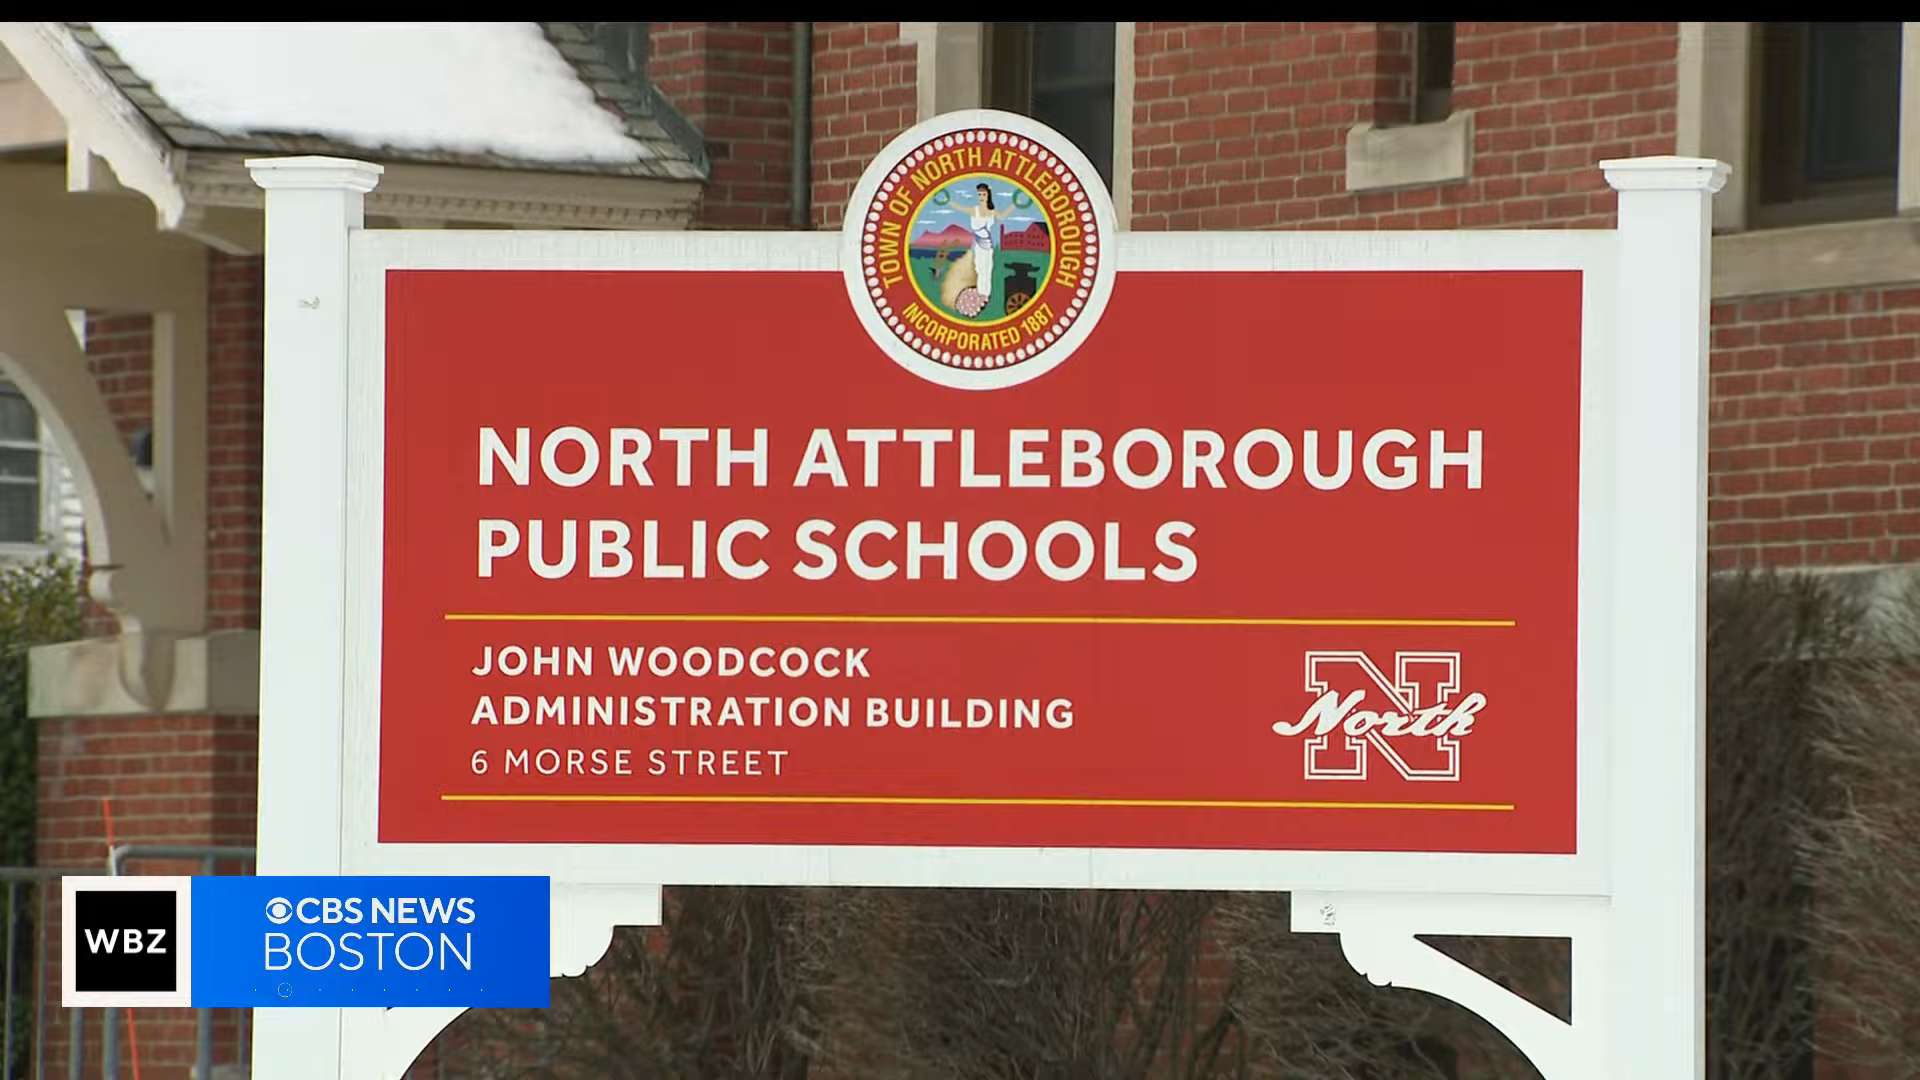 TOWN OF NORTH ATTLEBOROUGH
INCORPORATED 1887
NORTH ATTLEBOROUGH
PUBLIC SCHOOLS
JOHN WOODCOCK
ADMINISTRATION BUILDING
6 MORSE STREET
N
North
WBZ
CBS NEWS
BOSTON